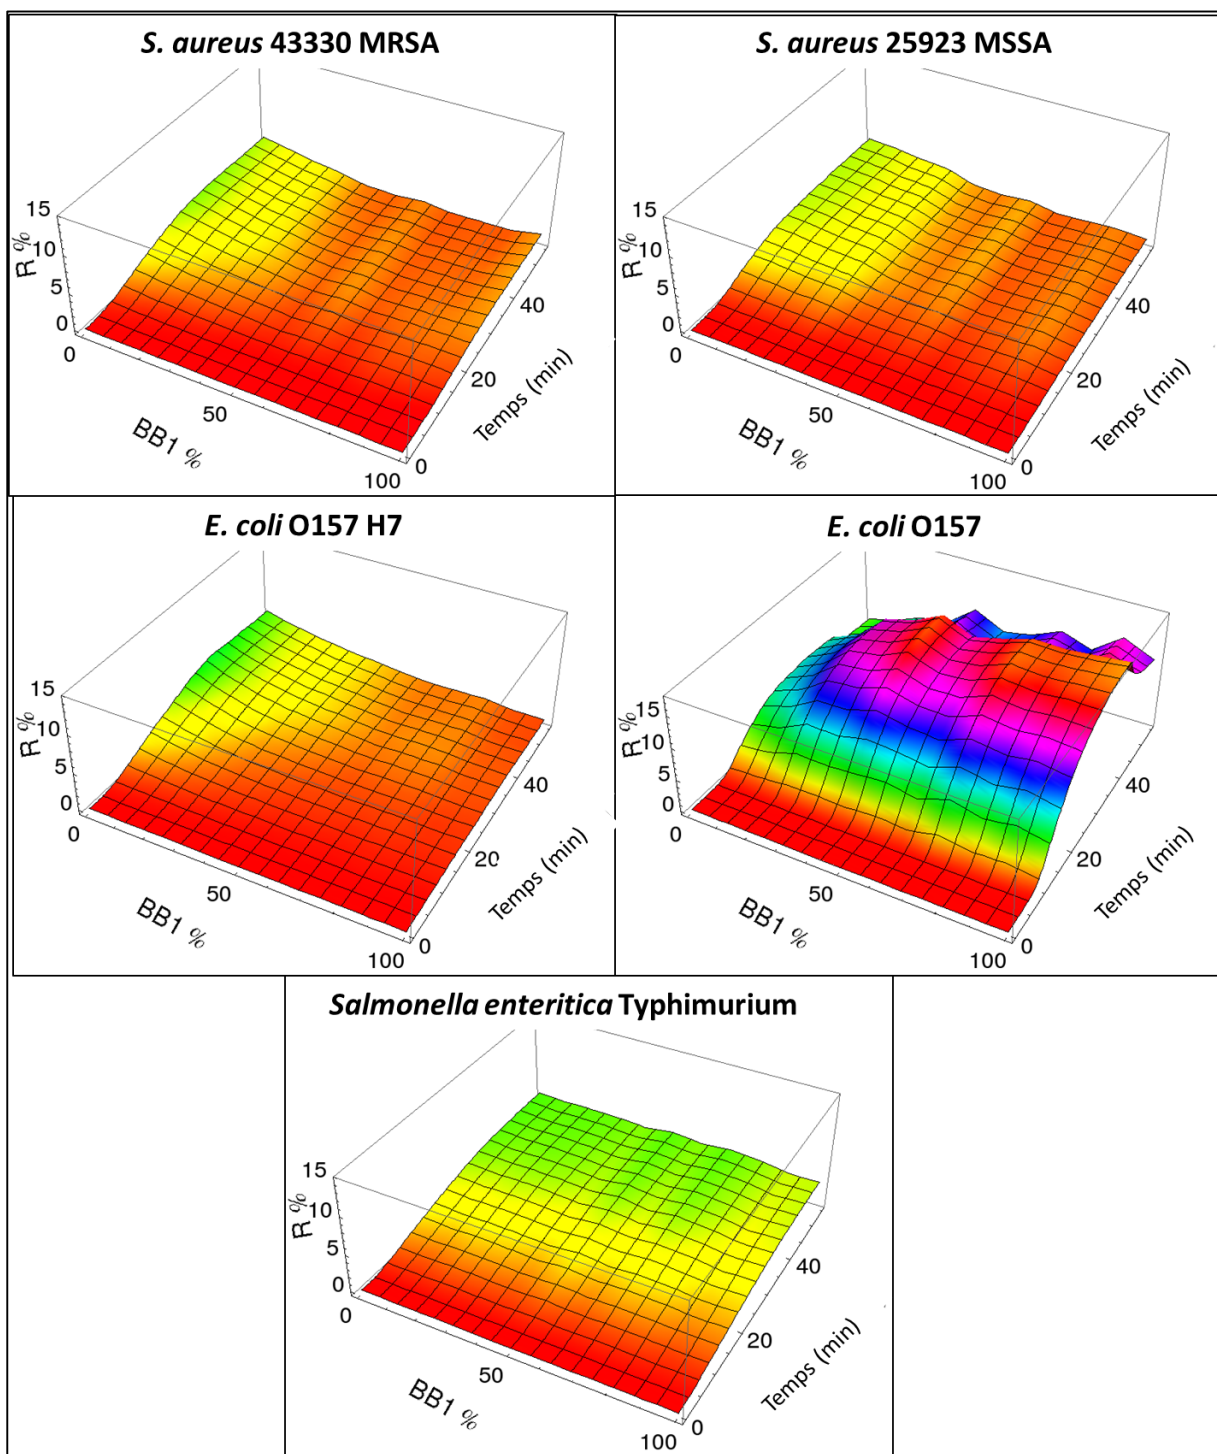 S. aureus 43330 MRSA
15
R %
10
5
0
0
50
100
BB1 %
0
20
40
Temps (min)
S. aureus 25923 MSSA
15
R %
10
5
0
0
50
100
BB1 %
0
20
40
Temps (min)
E. coli O157 H7
15
R %
10
5
0
0
50
100
BB1 %
0
20
40
Temps (min)
E. coli O157
15
R %
10
5
0
0
50
100
BB1 %
0
20
40
Temps (min)
Salmonella enteritica Typhimurium
15
R %
10
5
0
0
50
100
BB1 %
0
20
40
Temps (min)